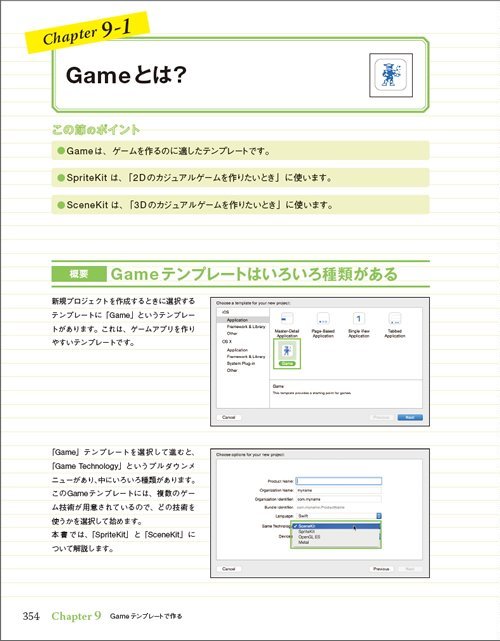 Chapter 9-1
Gameとは?
この節のポイント
●Gameは、ゲームを作るのに適したテンプレートです。
●SpriteKit は、「2Dのカジュアルゲームを作りたいとき」に使います。
●SceneKit は、「3Dのカジュアルゲームを作りたいとき」に使います。
概要 Gameテンプレートはいろいろ種類がある
新規プロジェクトを作成するときに選択する
テンプレートに「Game」というテンプレー
トがあります。これは、ゲームアプリを作り
やすいテンプレートです。
Choose a template for your new project:
iOS
Application
Framework & Library
Other
OS X
Application
Framework & Library
System Plug-in
Other
Master-Detail Application
Page-Based Application
1
Single View Application
Tabbed Application
Game
Game
This template provides a starting point for games.
Cancel Previous Next
「Game」テンプレートを選択して進むと、
「Game Technology」というプルダウンメ
ニューがあり、中にいろいろ種類があります。
このGameテンプレートには、複数のゲー
ム技術が用意されているので、どの技術を
使うかを選択して始めます。
本書では、「SpriteKit」と「SceneKit」に
ついて解説します。
Choose options for your new project:
Product Name:
Organization Name: myname
Organization Identifier: com.myname
Bundle Identifier: com.myname.ProductName
Language: Swift
Game Technology: ✓ SceneKit
SpriteKit
OpenGL ES
Metal
Devices
Cancel Previous Next
354 Chapter 9 Gameテンプレートで作る